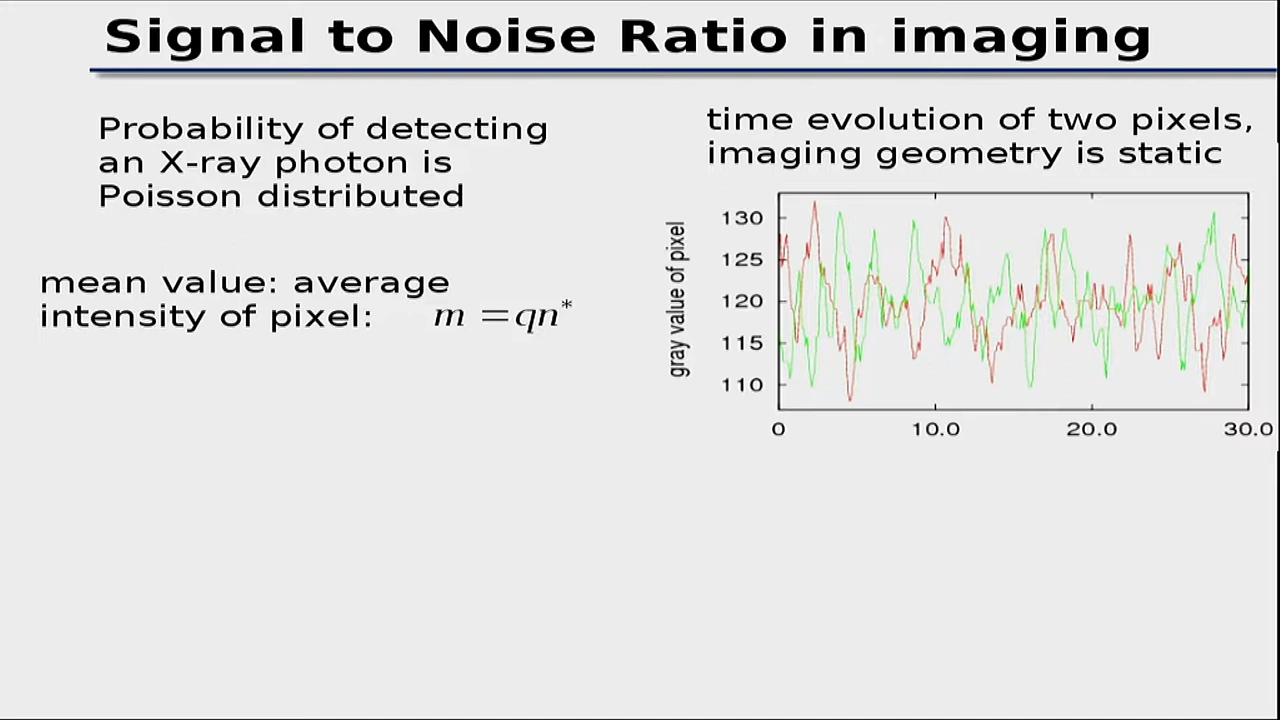 Signal to Noise Ratio in imaging
Probability of detecting
an X-ray photon is
Poisson distributed
mean value: average
intensity of pixel: m = qn*
time evolution of two pixels,
imaging geometry is static
gray value of pixel
130
125
120
115
110
0 10.0 20.0 30.0